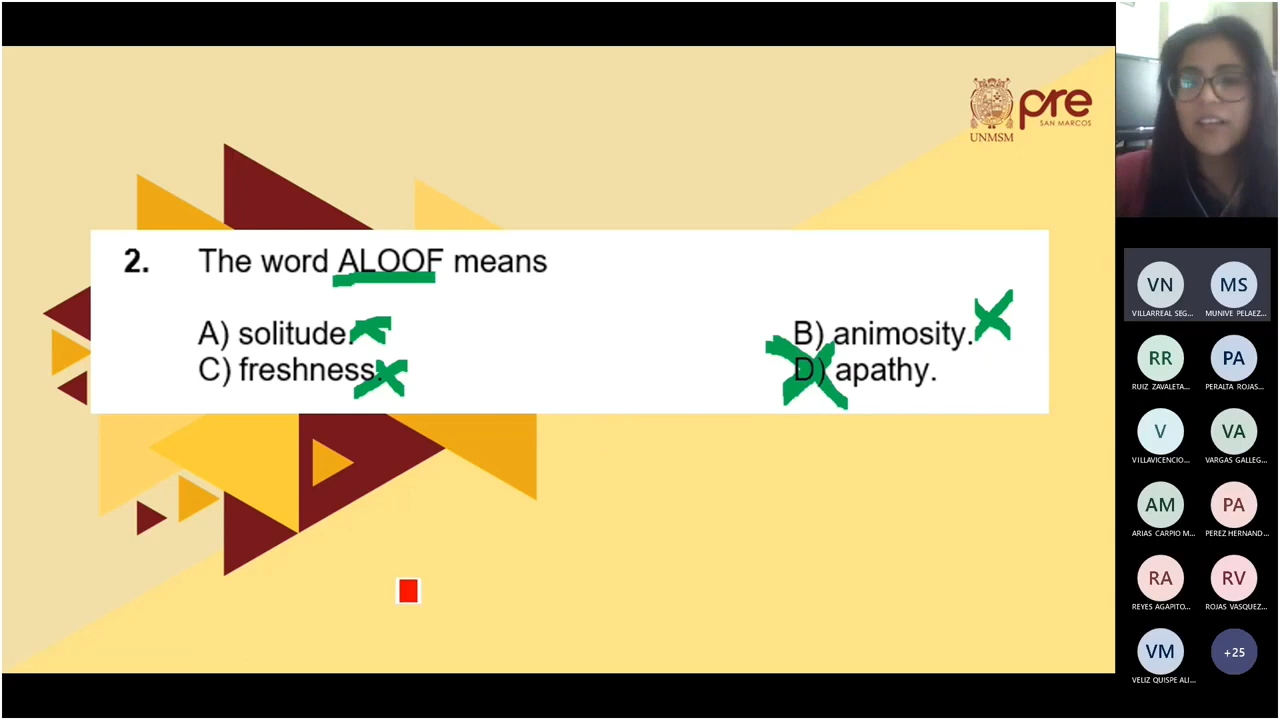 UNMSM
pre
SAN MARCOS
2. The word ALOOF means
A) solitude. B) animosity.
C) freshness. D) apathy.
VN MS
VILLARREAL SEG... MUNIVE PELAEZ...
RR PA
RUIZ ZAVALETA... PERALTA ROJAS...
V VA
VILLAVICENCIO... VARGAS GALLEG...
AM PA
ARIAS CARPIO M... PEREZ HERNAND...
RA RV
REYES AGAPITO... ROJAS VASQUEZ...
VM +25
VELIZ QUISPE ALI...